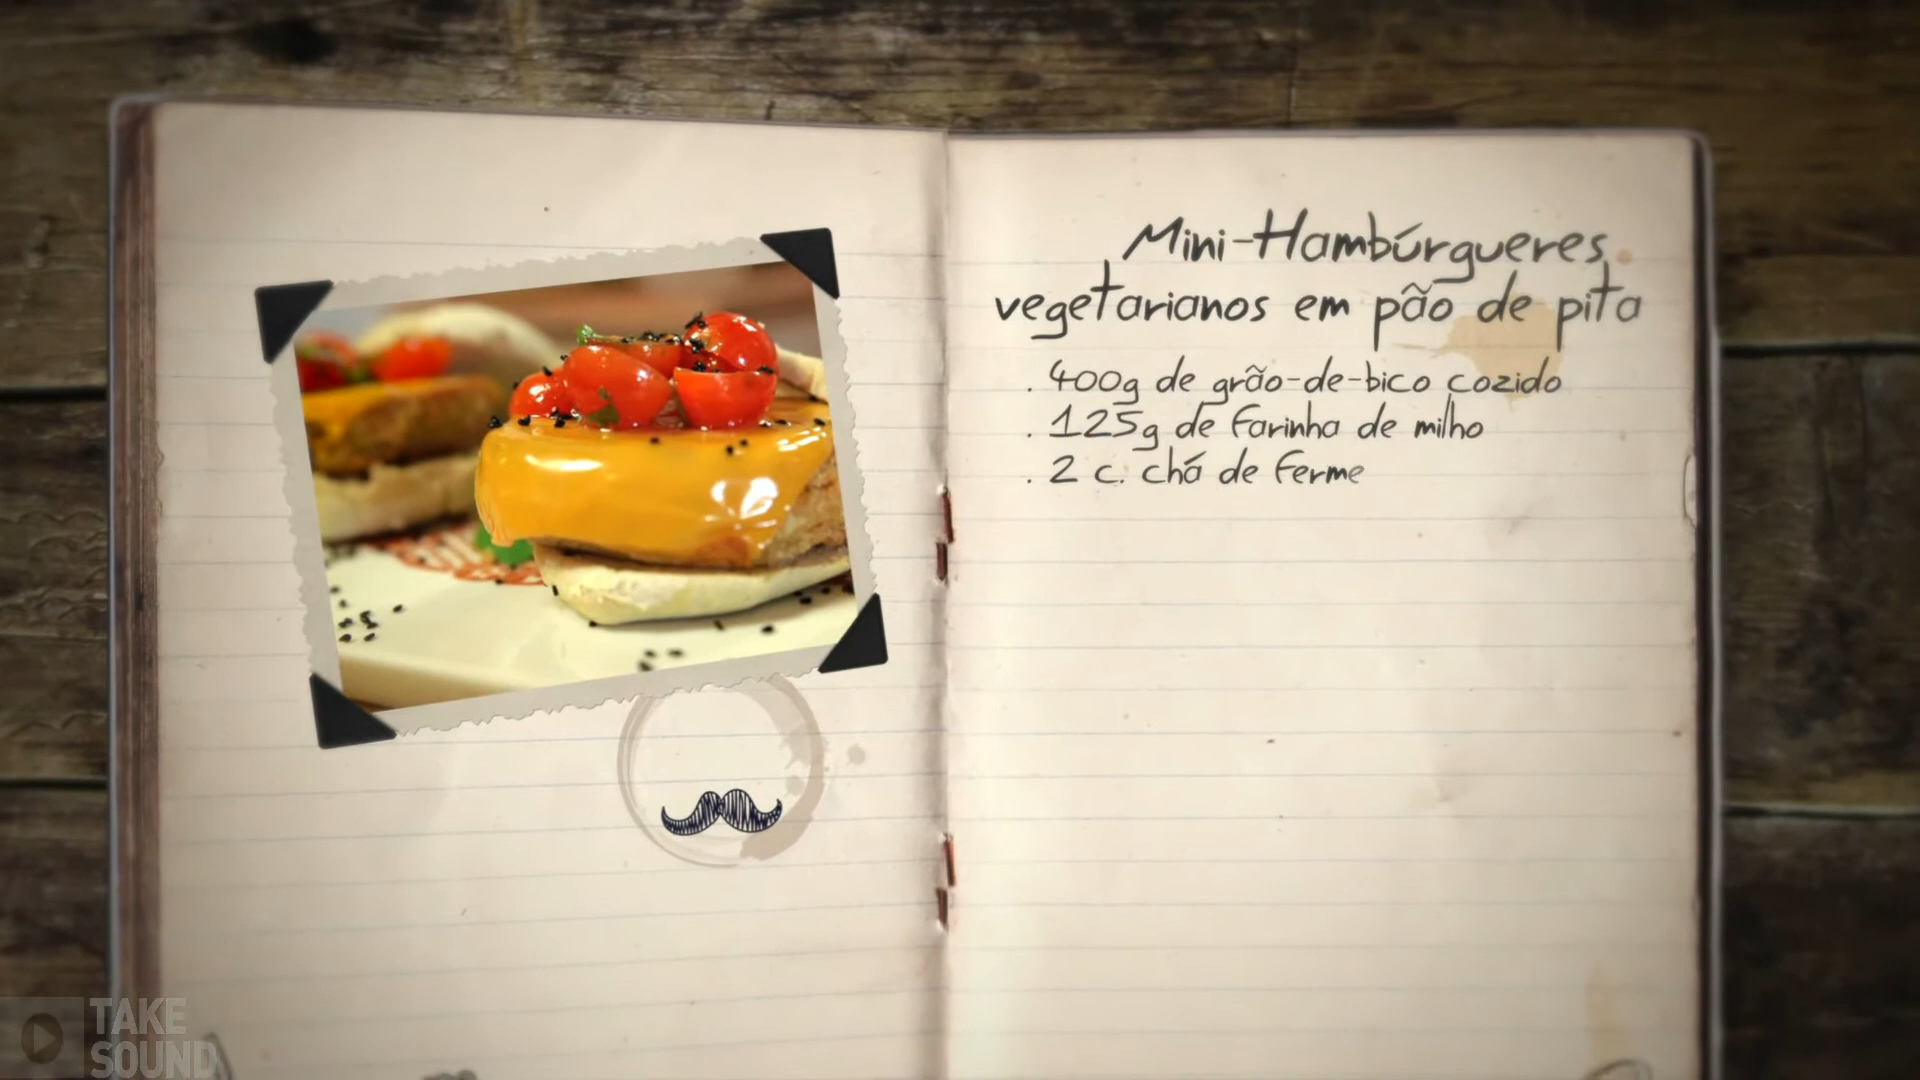 Mini-Hambúrgueres
vegetarianos em pão de pita
. 400g de grão-de-bico cozido
. 125g de farinha de milho
. 2 c. chá de ferme
TAKE
SOUND